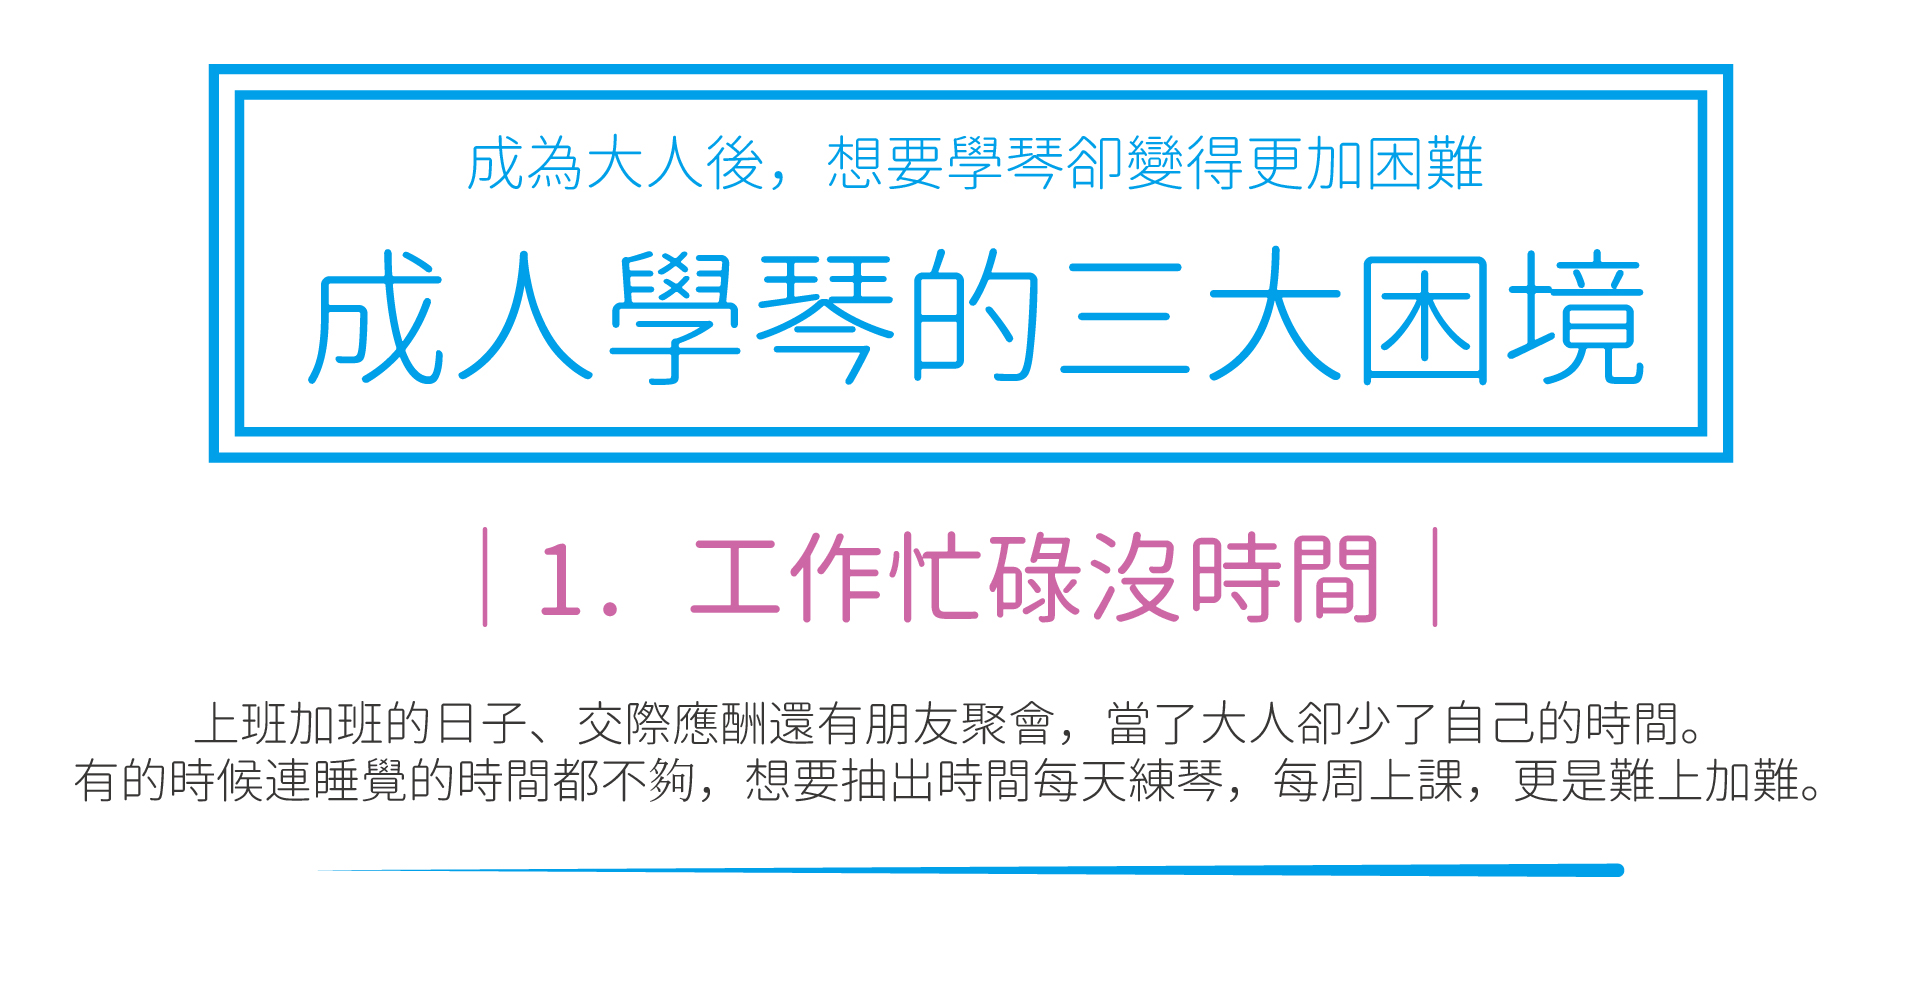 成為大人後，想要學琴卻變得更加困難
成人學琴的三大困境
｜1．工作忙碌沒時間｜
上班加班的日子、交際應酬還有朋友聚會，當了大人卻少了自己的時間。
有的時候連睡覺的時間都不夠，想要抽出時間每天練琴，每周上課，更是難上加難。